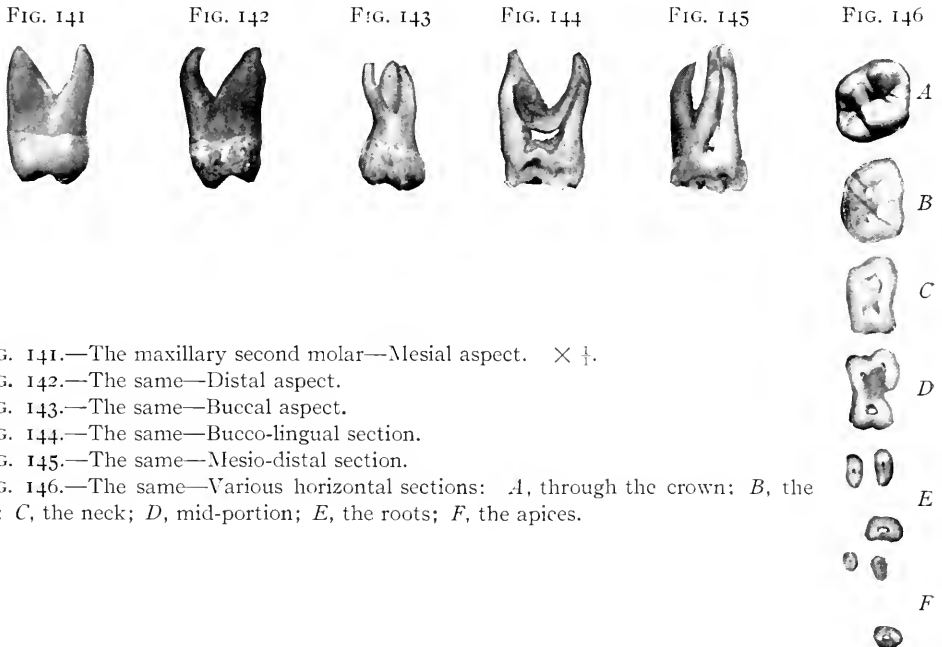 FIG. 141 FIG. 142 FIG. 143 FIG. 144 FIG. 145 FIG. 146
A
B
C
D
E
F
G. 141.—The maxillary second molar—Mesial aspect. × 1/1.
G. 142.—The same—Distal aspect.
G. 143.—The same—Buccal aspect.
G. 144.—The same—Bucco-lingual section.
G. 145.—The same—Mesio-distal section.
G. 146.—The same—Various horizontal sections: A, through the crown; B, the
: C, the neck; D, mid-portion; E, the roots; F, the apices.